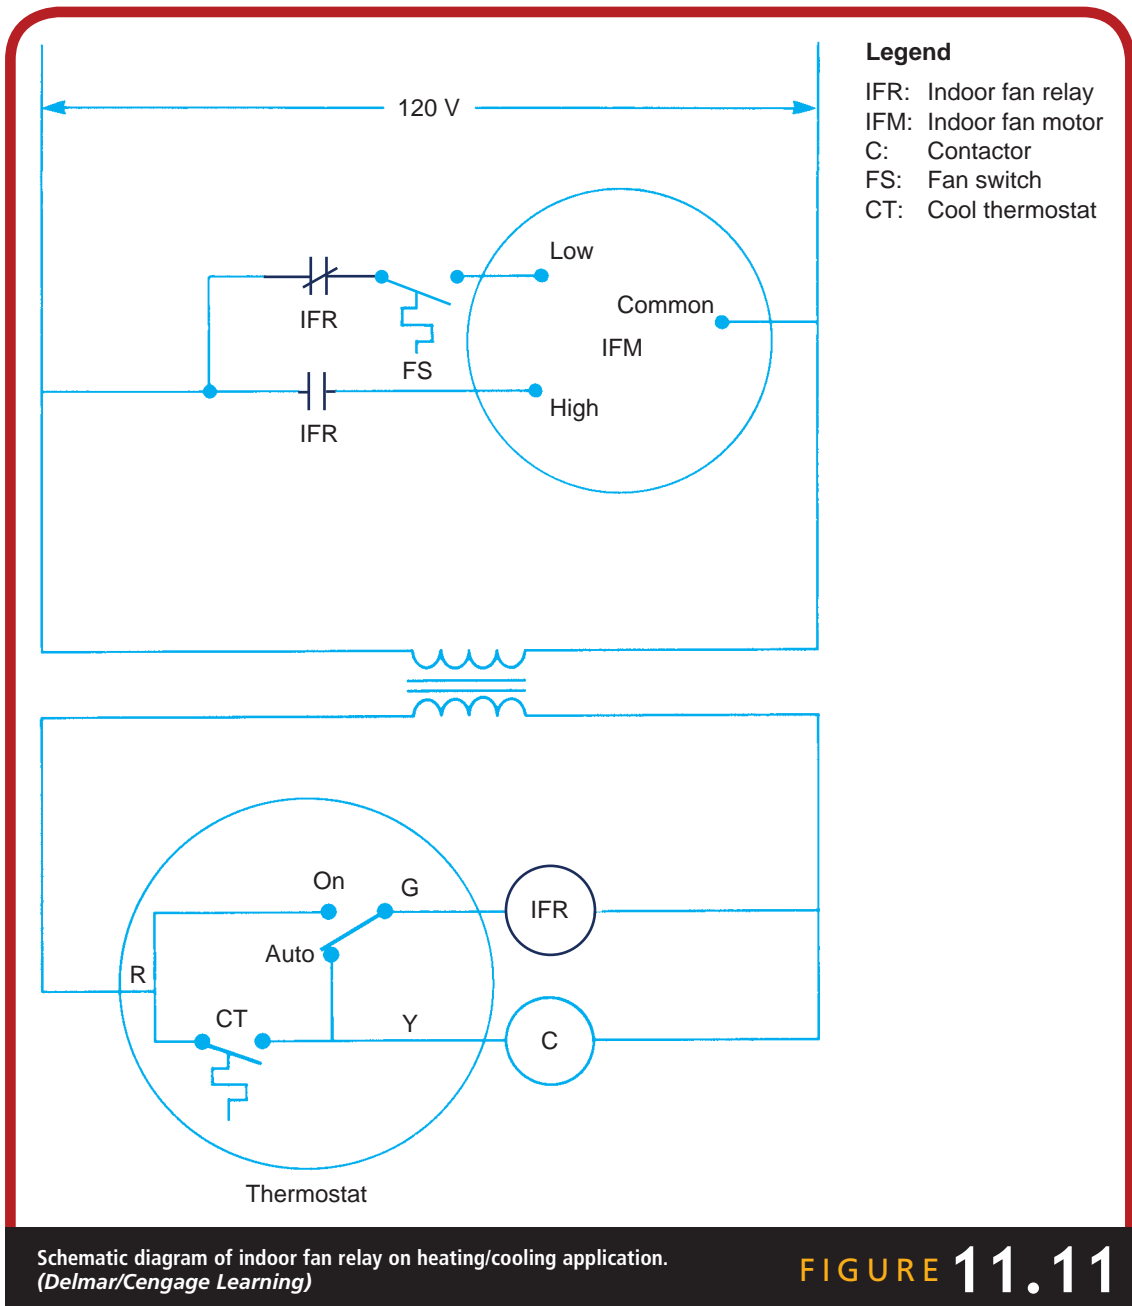 Legend
IFR: Indoor fan relay
IFM: Indoor fan motor
C: Contactor
FS: Fan switch
CT: Cool thermostat
120 V
Low
Common
IFR
IFM
FS
High
IFR
On
G
IFR
Auto
R
CT
Y
C
Thermostat
Schematic diagram of indoor fan relay on heating/cooling application.
(Delmar/Cengage Learning)
FIGURE 11.11